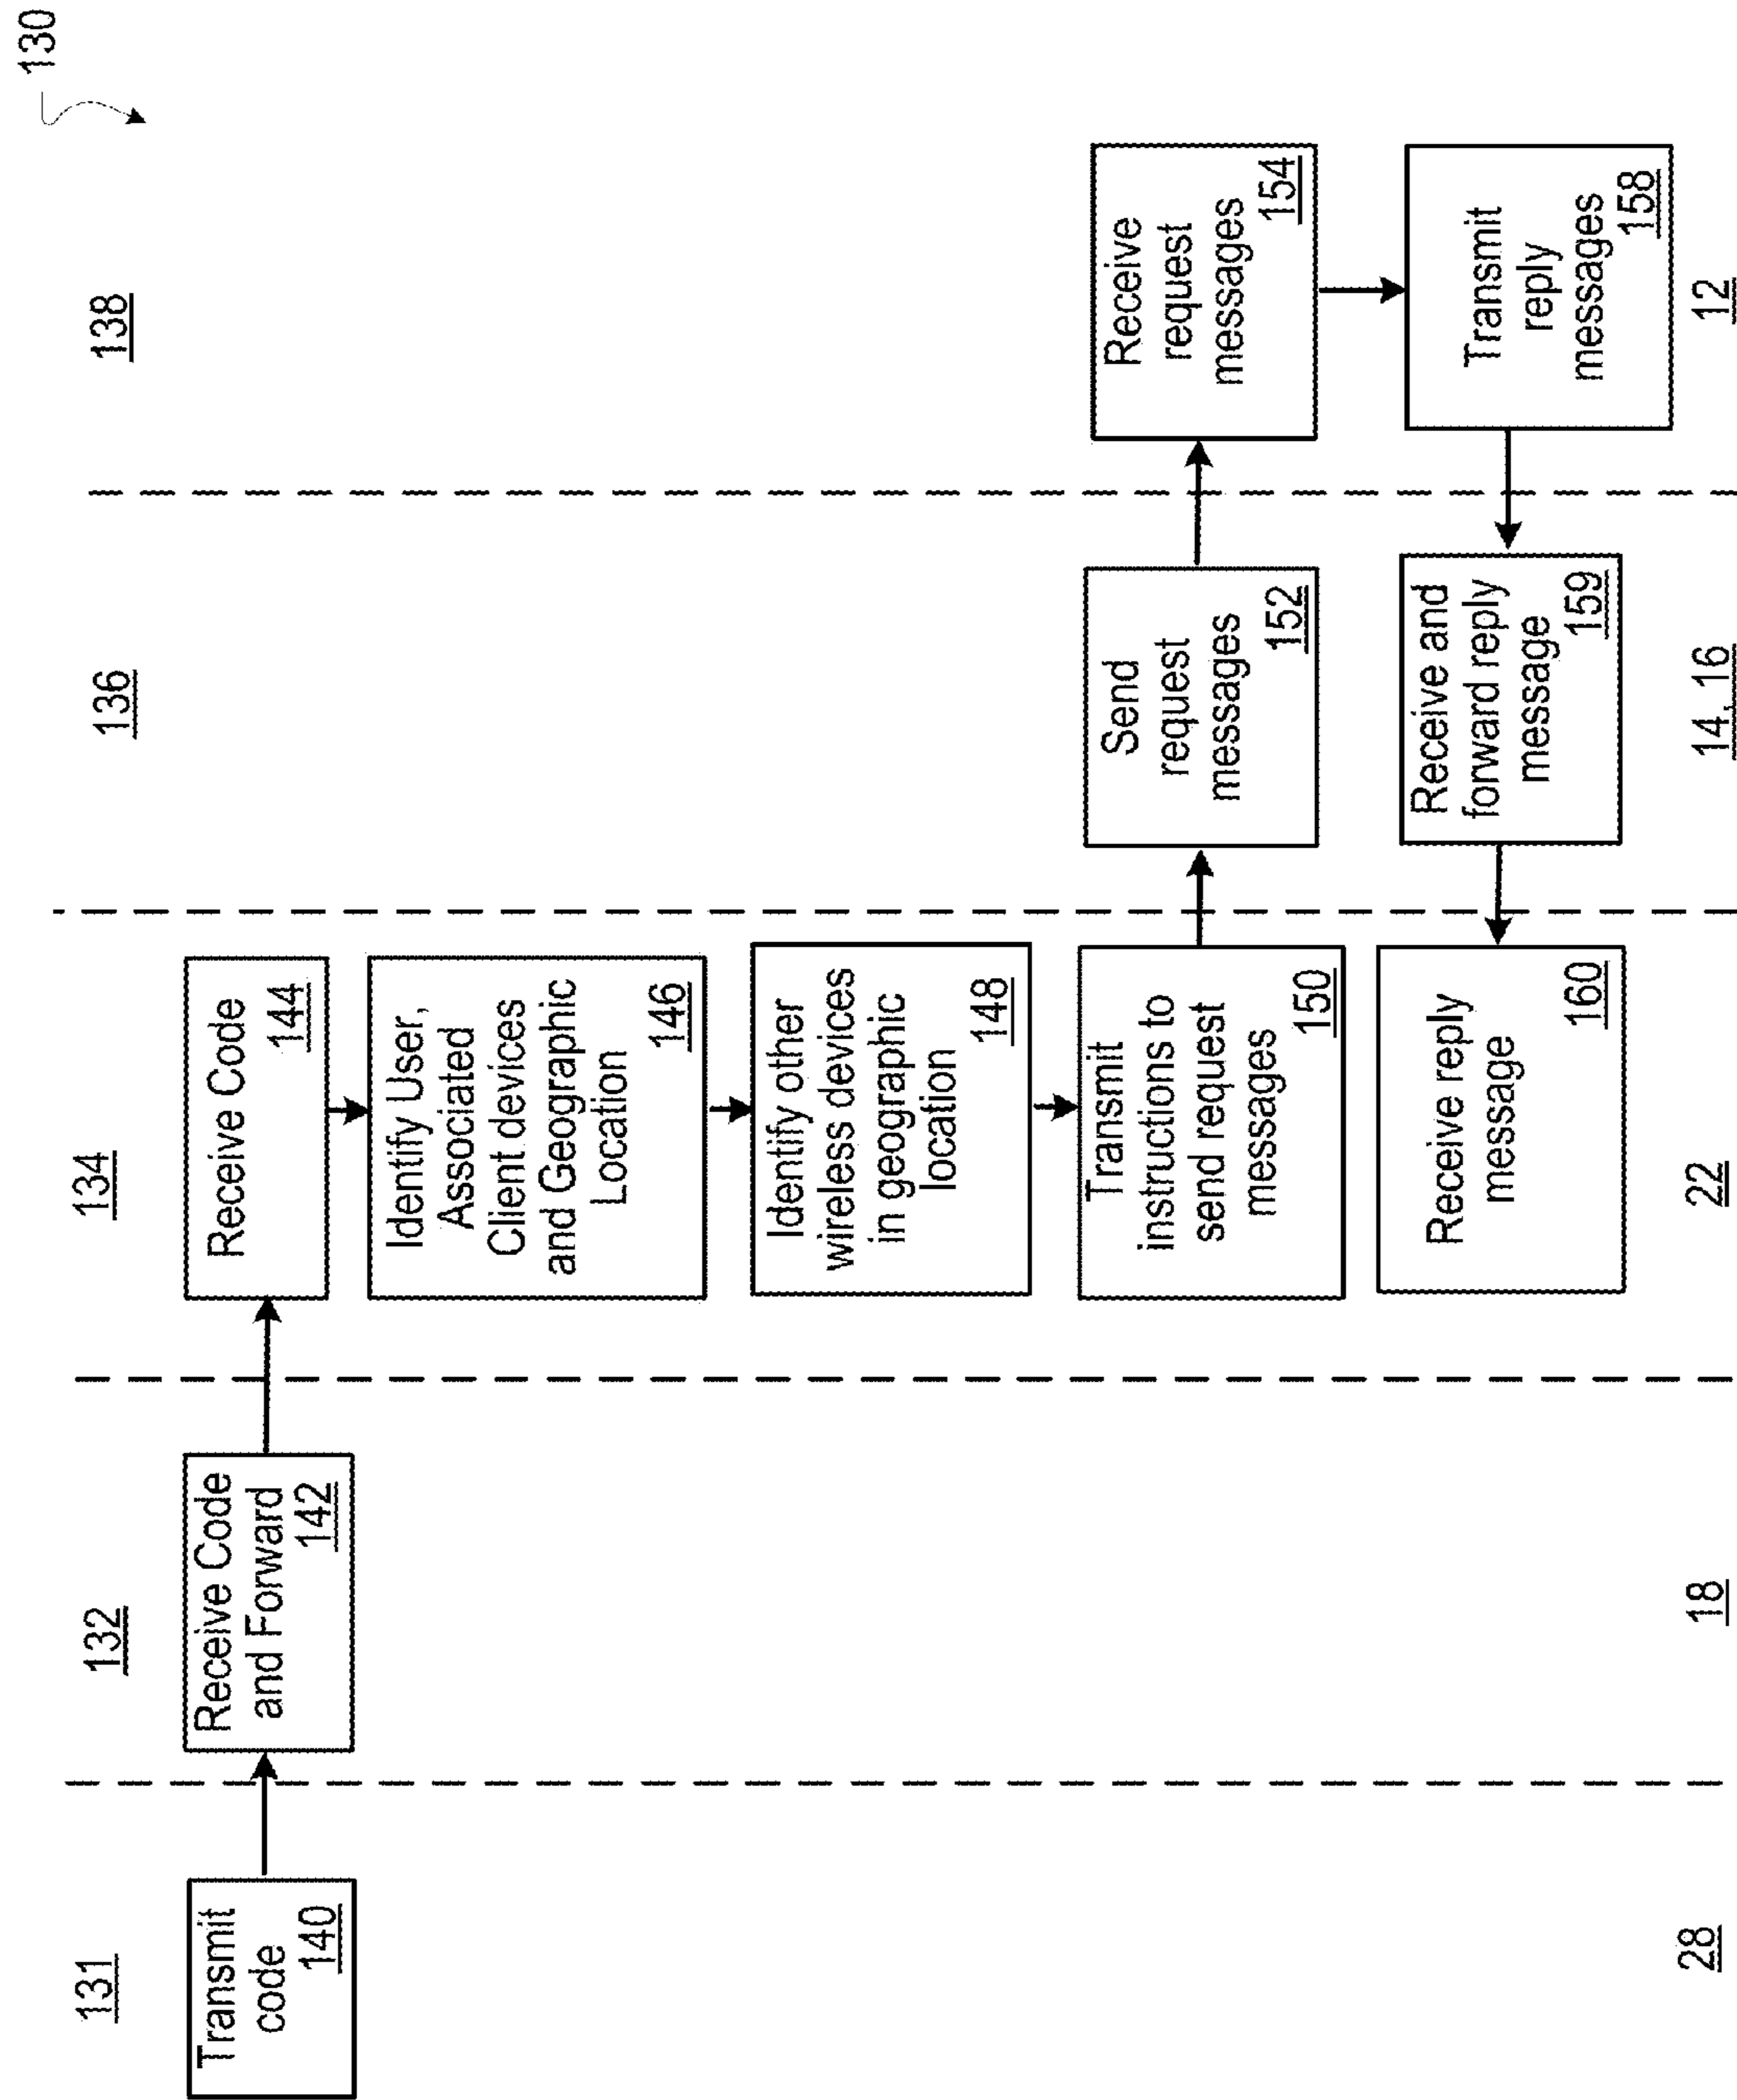 130
131
132
134
136
138
Transmit
code
140
Receive Code
and Forward
142
Receive Code
144
Identify User,
Associated
Client devices
and Geographic
Location
146
Identify other
wireless devices
in geographic
location
148
Transmit
instructions to
send request
messages
150
Send
request
messages
152
Receive
request
messages
154
Transmit
reply
messages
158
Receive and
forward reply
message
159
Receive reply
message
160
28
18
22
14, 16
12